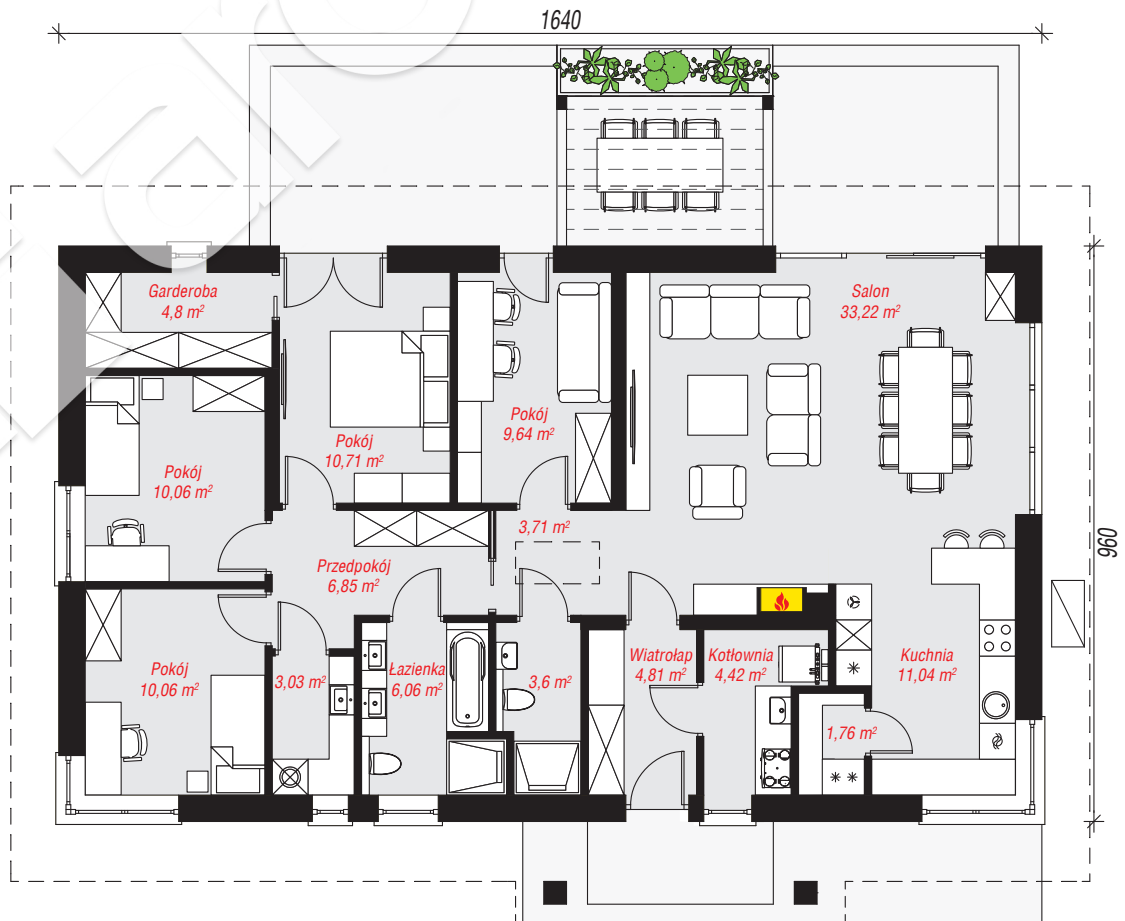 1640
Garderoba
4,8 m²
Salon
33,22 m²
Pokój
9,64 m²
Pokój
10,71 m²
Pokój
10,06 m²
3,71 m²
960
Przedpokój
6,85 m²
Pokój
10,06 m²
3,03 m²
Łazienka
6,06 m²
3,6 m²
Wiatrołap
4,81 m²
Kotłownia
4,42 m²
Kuchnia
11,04 m²
1,76 m²